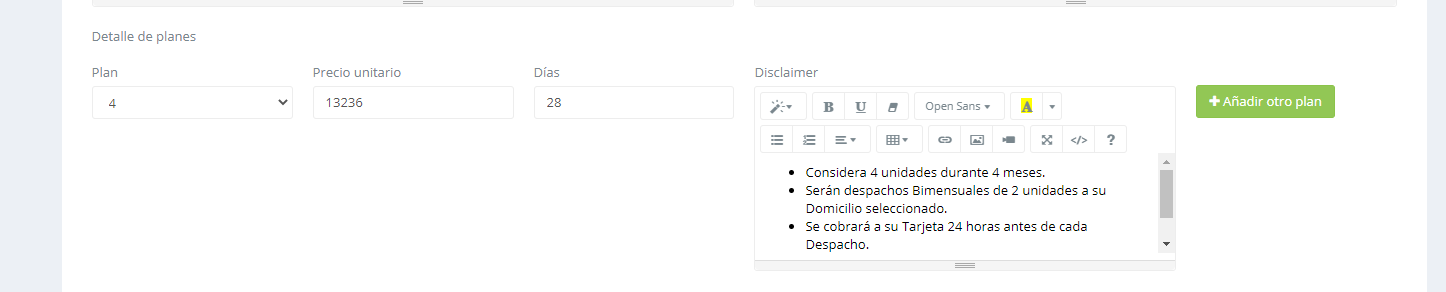 Detalle de planes
Plan
Precio unitario
Días
Disclaimer
4
13236
28
B U Open Sans A
Añadir otro plan
</> ?
Considera 4 unidades durante 4 meses.
Serán despachos Bimensuales de 2 unidades a su
Domicilio seleccionado.
Se cobrará a su Tarjeta 24 horas antes de cada
Despacho.